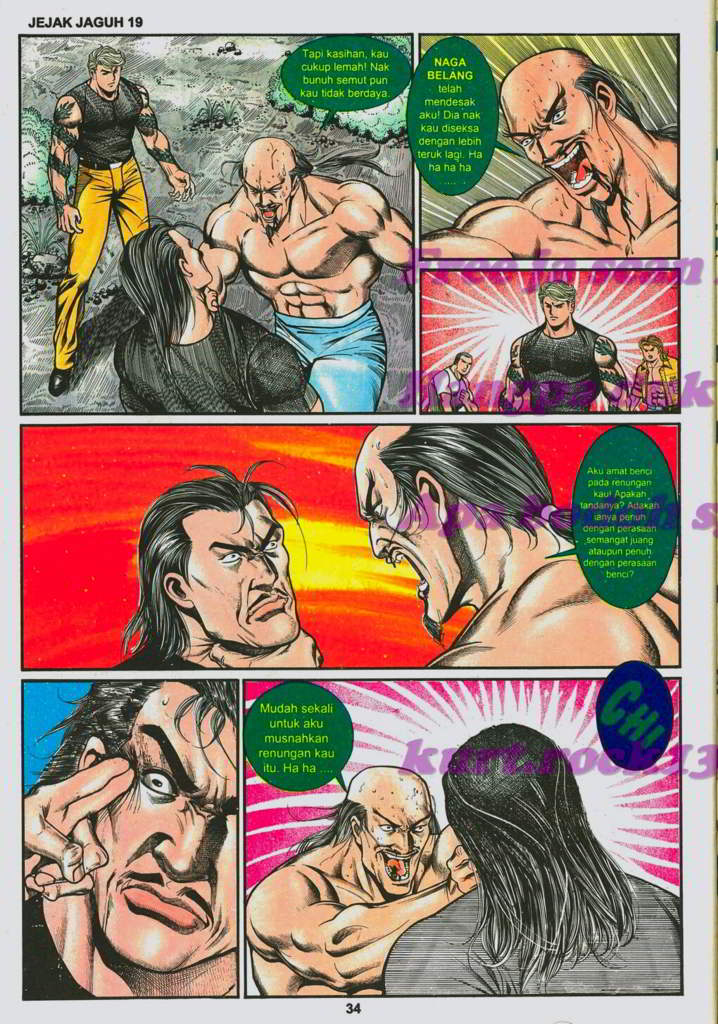 JEJAK JAGUH 19
Tapi kasihan, kau
cukup lemah! Nak
bunuh semut pun
kau tidak berdaya.
NAGA
BELANG
telah
mendesak
aku! Dia nak
kau diseksa
dengan lebih
teruk lagi. Ha
ha ha ha
......
Aku amat benci
pada renungan
kau! Apakah
tandanya? Adakah
ianya penuh
dengan perasaan
semangat juang
ataupun penuh
dengan perasaan
benci?
Mudah sekali
untuk aku
musnahkan
renungan kau
itu. Ha ha ....
CHI
kurt.rock13
34